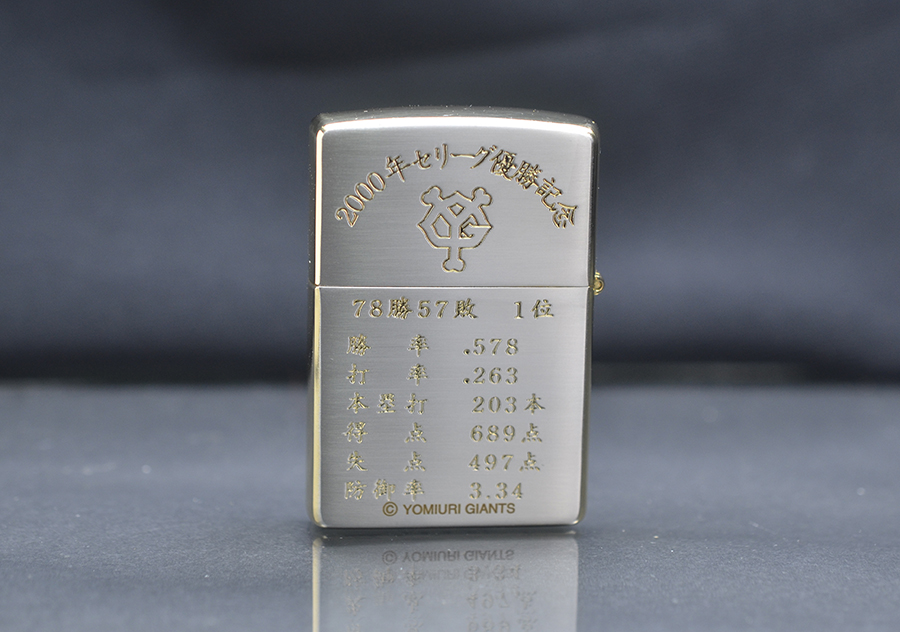 2000年セリーグ優勝記念
78勝57敗 1位
勝率 .578
打率 .263
本塁打 203本
得点 689点
失点 497点
防御率 3.34
© YOMIURI GIANTS